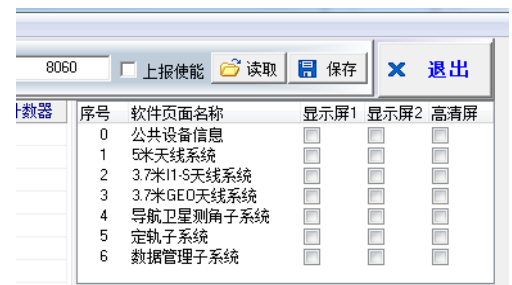 8060 上报使能 读取 保存 退出
计数器 序号 软件页面名称 显示屏1 显示屏2 高清屏
0 公共设备信息
1 5米天线系统
2 3.7米I1-S天线系统
3 3.7米GEO天线系统
4 导航卫星测角子系统
5 定轨子系统
6 数据管理子系统